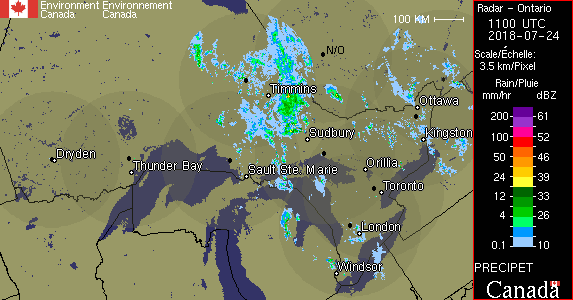 Environment Environnement
Canada Canada
100 KM
N/O
Timmins
Ottawa
Sudbury
Kingston
Dryden
Thunder Bay
Sault Ste. Marie
Orillia
Toronto
London
Windsor
Radar - Ontario
1100 UTC
2018-07-24
Scale/Échelle:
3.5 km/Pixel
Rain/Pluie
mm/hr dBZ
200 61
100 52
50 46
24 39
12 33
4 26
0.1 10
PRECIPET
Canada